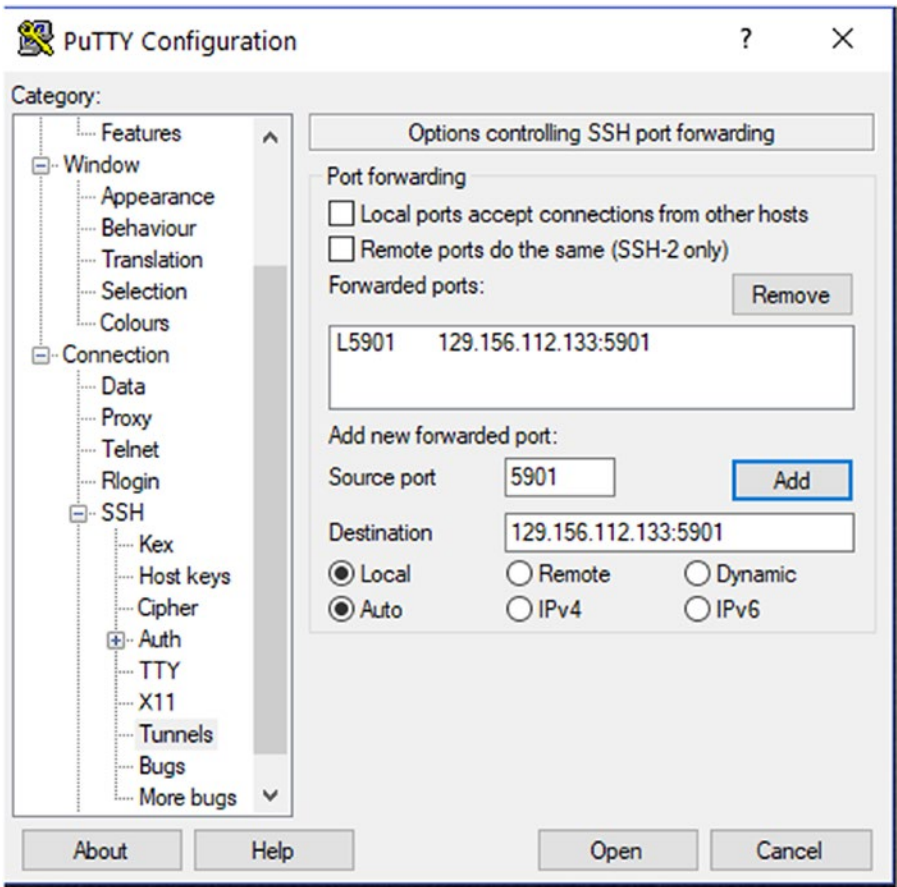 PuTTY Configuration
?
Category:
Features
Window
Appearance
Behaviour
Translation
Selection
Colours
Connection
Data
Proxy
Telnet
Rlogin
SSH
Kex
Host keys
Cipher
Auth
TTY
X11
Tunnels
Bugs
More bugs
Options controlling SSH port forwarding
Port forwarding
Local ports accept connections from other hosts
Remote ports do the same (SSH-2 only)
Forwarded ports:
Remove
L5901 129.156.112.133:5901
Add new forwarded port:
Source port 5901 Add
Destination 129.156.112.133:5901
Local Remote Dynamic
Auto IPv4 IPv6
About Help Open Cancel